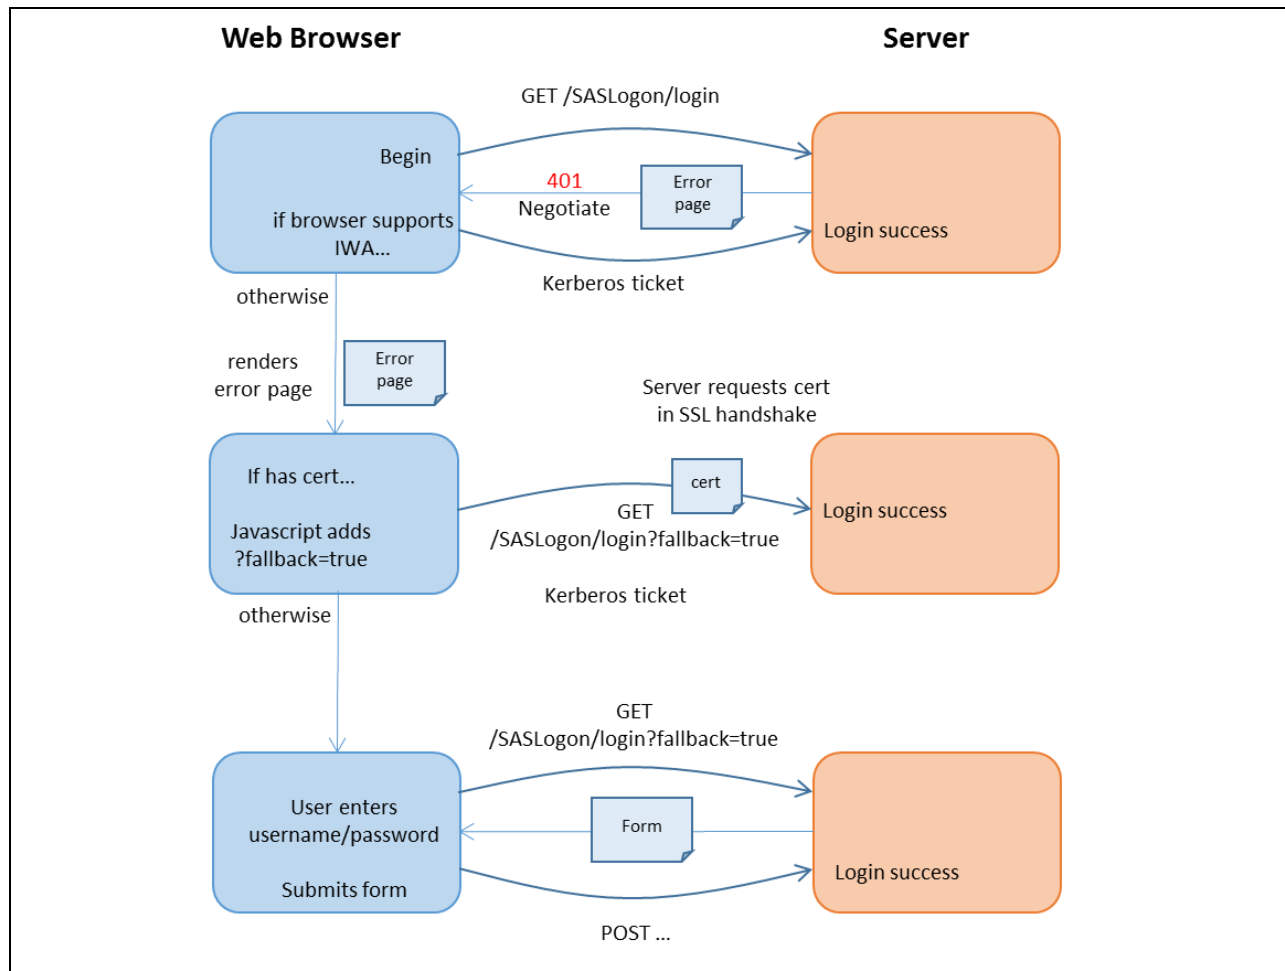 Web Browser
Server
GET /SASLogon/login
Begin
401
Negotiate
Error
page
if browser supports
IWA...
Login success
Kerberos ticket
otherwise
renders
error page
Error
page
Server requests cert
in SSL handshake
If has cert...
cert
Javascript adds
?fallback=true
GET
/SASLogon/login?fallback=true
Login success
Kerberos ticket
otherwise
GET
/SASLogon/login?fallback=true
User enters
username/password
Form
Submits form
Login success
POST ...